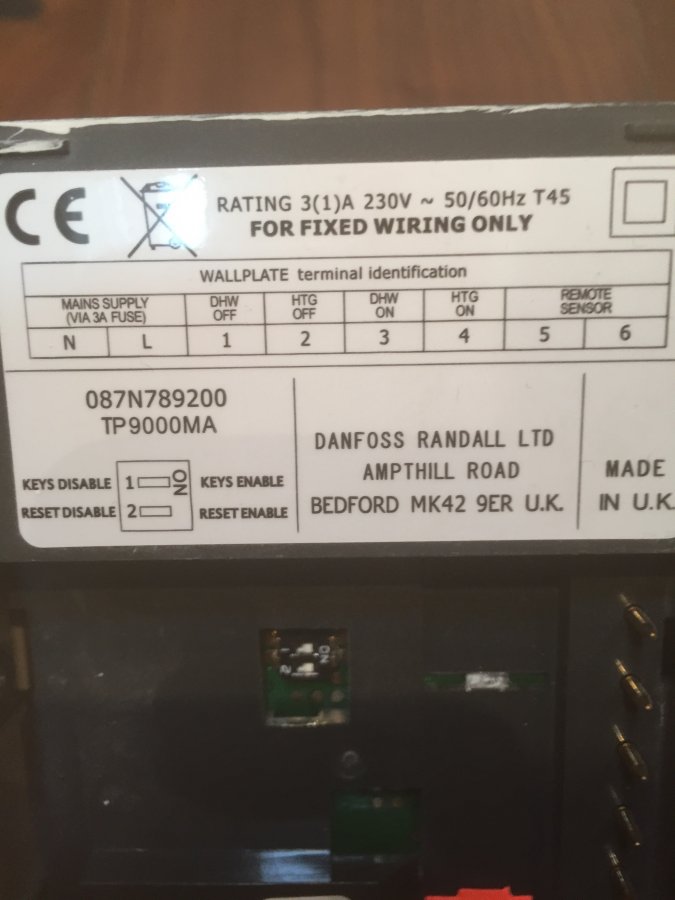 CE
RATING 3(1)A 230V ~ 50/60Hz T45
FOR FIXED WIRING ONLY
WALLPLATE terminal identification
MAINS SUPPLY (VIA 3A FUSE) DHW OFF HTG OFF DHW ON HTG ON REMOTE SENSOR
N L 1 2 3 4 5 6
087N789200
TP9000MA
KEYS DISABLE 1 ON KEYS ENABLE
RESET DISABLE 2 RESET ENABLE
DANFOSS RANDALL LTD
AMPTHILL ROAD
BEDFORD MK42 9ER U.K.
MADE
IN U.K.
ON
1 2